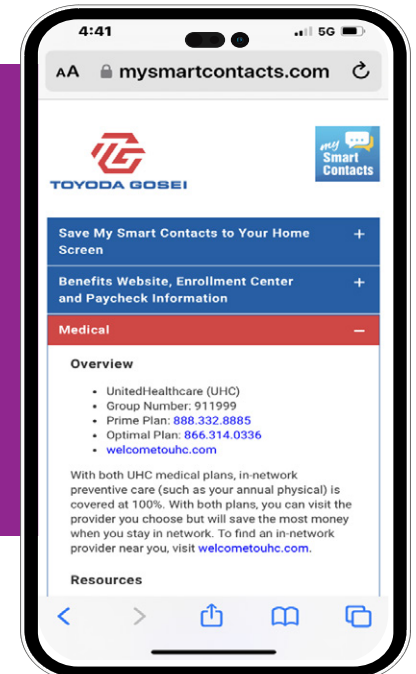 4:41
5G
AA mysmartcontacts.com
TG
TOYODA GOSEI
my
Smart
Contacts
Save My Smart Contacts to Your Home +
Screen
Benefits Website, Enrollment Center +
and Paycheck Information
Medical −
Overview
• UnitedHealthcare (UHC)
• Group Number: 911999
• Prime Plan: 888.332.8885
• Optimal Plan: 866.314.0336
• welcometouhc.com
With both UHC medical plans, in-network
preventive care (such as your annual physical) is
covered at 100%. With both plans, you can visit the
provider you choose but will save the most money
when you stay in network. To find an in-network
provider near you, visit welcometouhc.com.
Resources